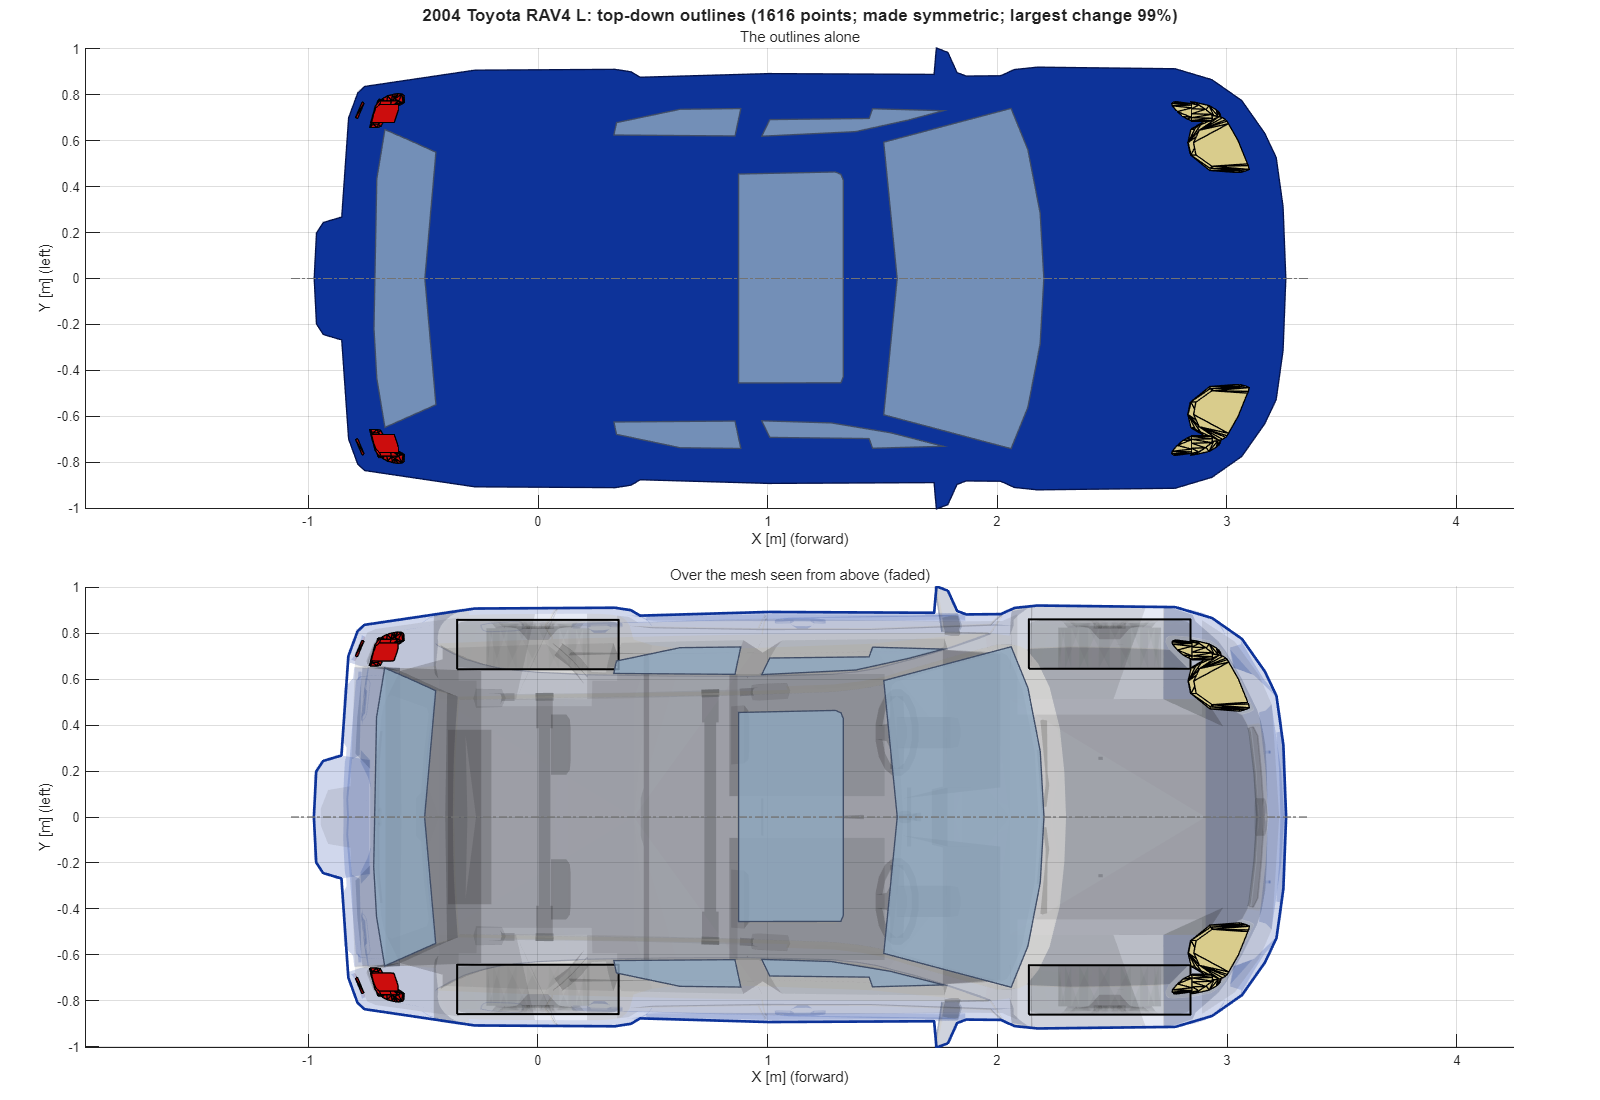 2004 Toyota RAV4 L: top-down outlines (1616 points; made symmetric; largest change 99%)
The outlines alone
1
0.8
0.6
0.4
0.2
0
-0.2
-0.4
-0.6
-0.8
-1
Y [m] (left)
-1 0 1 2 3 4
X [m] (forward)
Over the mesh seen from above (faded)
1
0.8
0.6
0.4
0.2
0
-0.2
-0.4
-0.6
-0.8
-1
Y [m] (left)
-1 0 1 2 3 4
X [m] (forward)